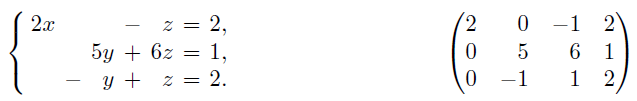 2x − z = 2, 2 0 −1 2
5y + 6z = 1, 0 5 6 1
− y + z = 2. 0 −1 1 2